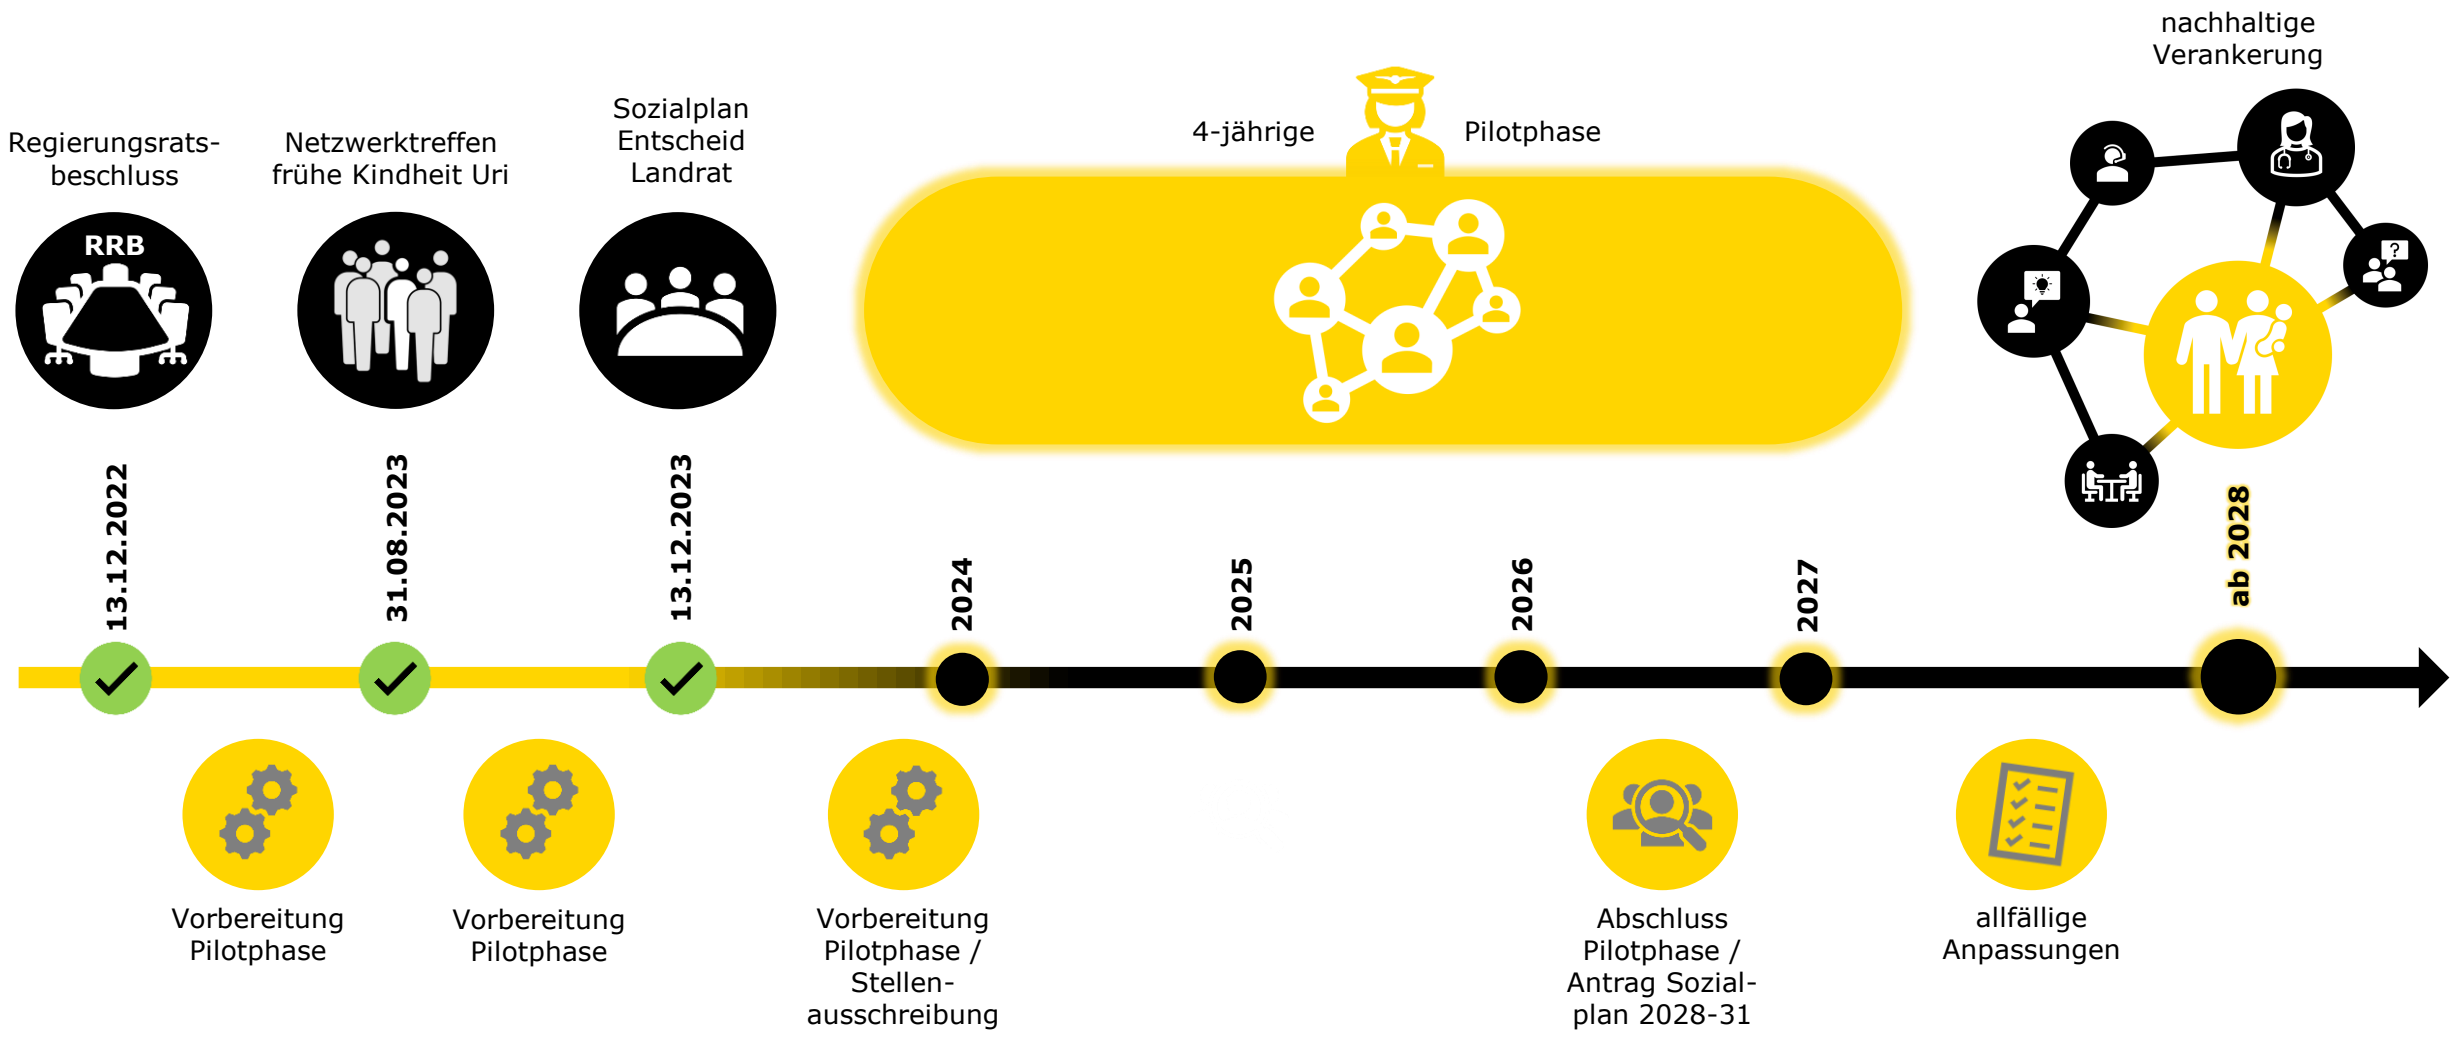 Regierungsrats-
beschluss
Netzwerktreffen
frühe Kindheit Uri
Sozialplan
Entscheid
Landrat
4-jährige
Pilotphase
nachhaltige
Verankerung
RRB
?
13.12.2022
31.08.2023
13.12.2023
2024
2025
2026
2027
ab 2028
Vorbereitung
Pilotphase
Vorbereitung
Pilotphase
Vorbereitung
Pilotphase /
Stellen-
ausschreibung
Abschluss
Pilotphase /
Antrag Sozial-
plan 2028-31
allfällige
Anpassungen